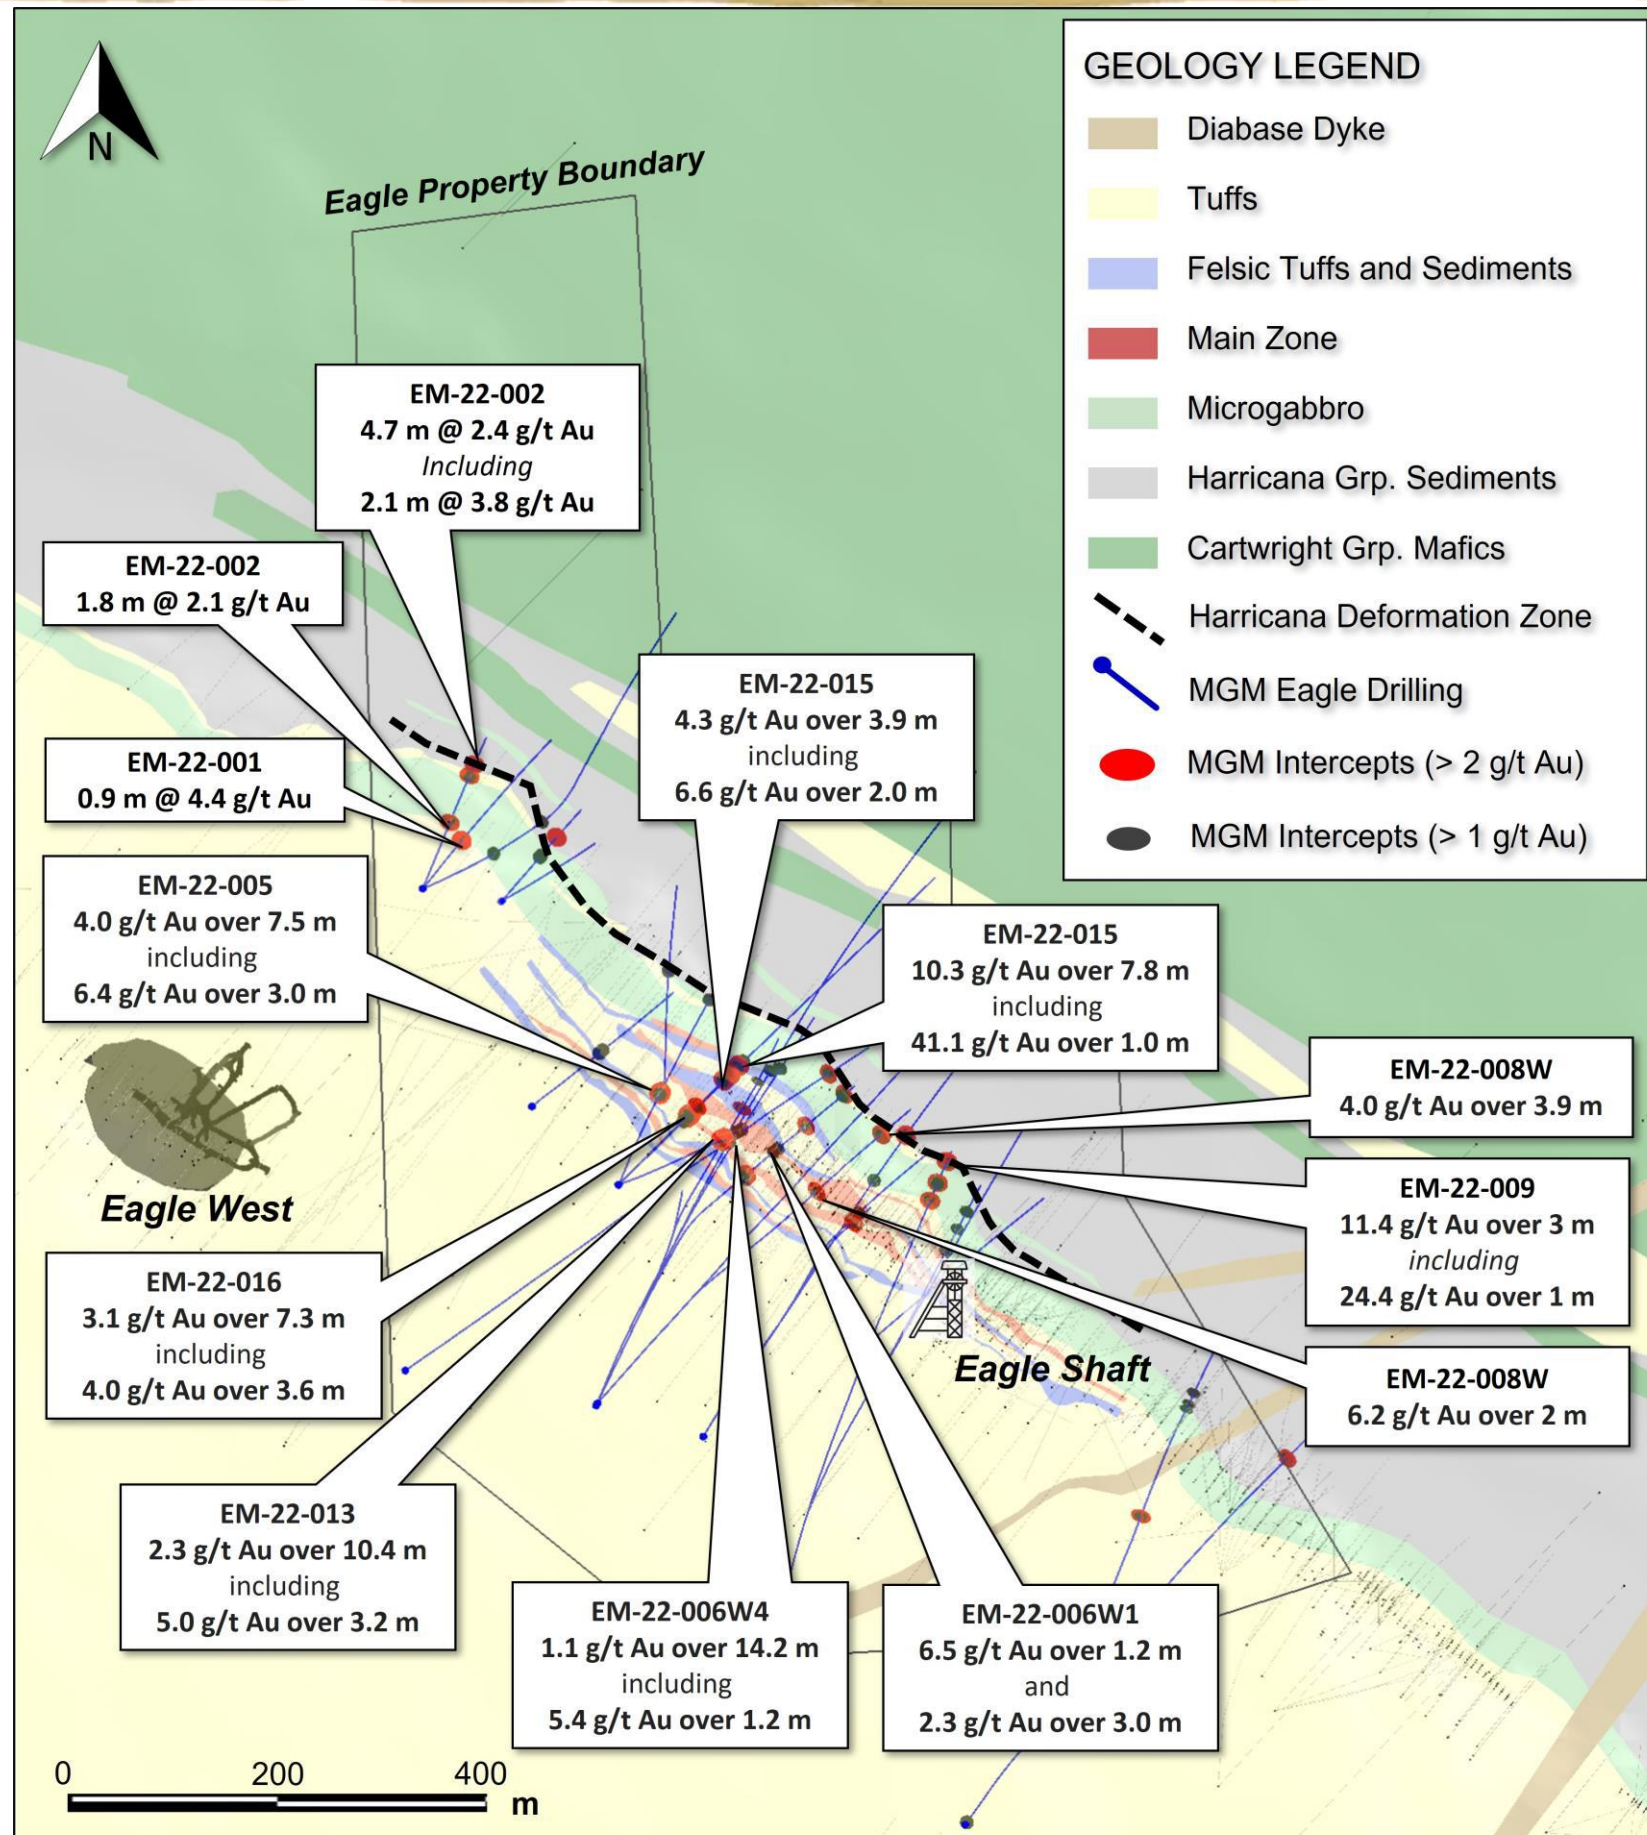 N
Eagle Property Boundary
GEOLOGY LEGEND
Diabase Dyke
Tuffs
Felsic Tuffs and Sediments
Main Zone
Microgabbro
Harricana Grp. Sediments
Cartwright Grp. Mafics
Harricana Deformation Zone
MGM Eagle Drilling
MGM Intercepts (> 2 g/t Au)
MGM Intercepts (> 1 g/t Au)
EM-22-002
4.7 m @ 2.4 g/t Au
Including
2.1 m @ 3.8 g/t Au
EM-22-002
1.8 m @ 2.1 g/t Au
EM-22-001
0.9 m @ 4.4 g/t Au
EM-22-015
4.3 g/t Au over 3.9 m
including
6.6 g/t Au over 2.0 m
EM-22-005
4.0 g/t Au over 7.5 m
including
6.4 g/t Au over 3.0 m
EM-22-015
10.3 g/t Au over 7.8 m
including
41.1 g/t Au over 1.0 m
EM-22-008W
4.0 g/t Au over 3.9 m
Eagle West
EM-22-009
11.4 g/t Au over 3 m
including
24.4 g/t Au over 1 m
EM-22-016
3.1 g/t Au over 7.3 m
including
4.0 g/t Au over 3.6 m
Eagle Shaft
EM-22-008W
6.2 g/t Au over 2 m
EM-22-013
2.3 g/t Au over 10.4 m
including
5.0 g/t Au over 3.2 m
EM-22-006W4
1.1 g/t Au over 14.2 m
including
5.4 g/t Au over 1.2 m
EM-22-006W1
6.5 g/t Au over 1.2 m
and
2.3 g/t Au over 3.0 m
0 200 400
m